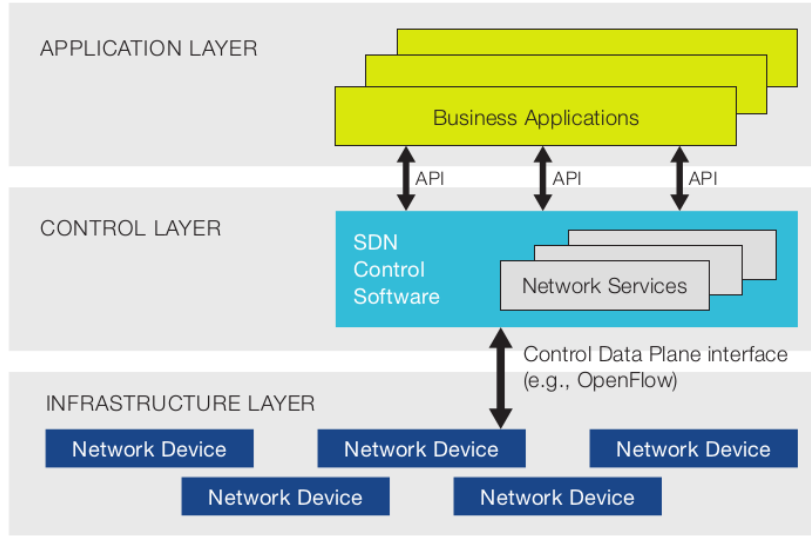 APPLICATION LAYER
Business Applications
API
API
API
CONTROL LAYER
SDN
Control
Software
Network Services
Control Data Plane interface
(e.g., OpenFlow)
INFRASTRUCTURE LAYER
Network Device
Network Device
Network Device
Network Device
Network Device